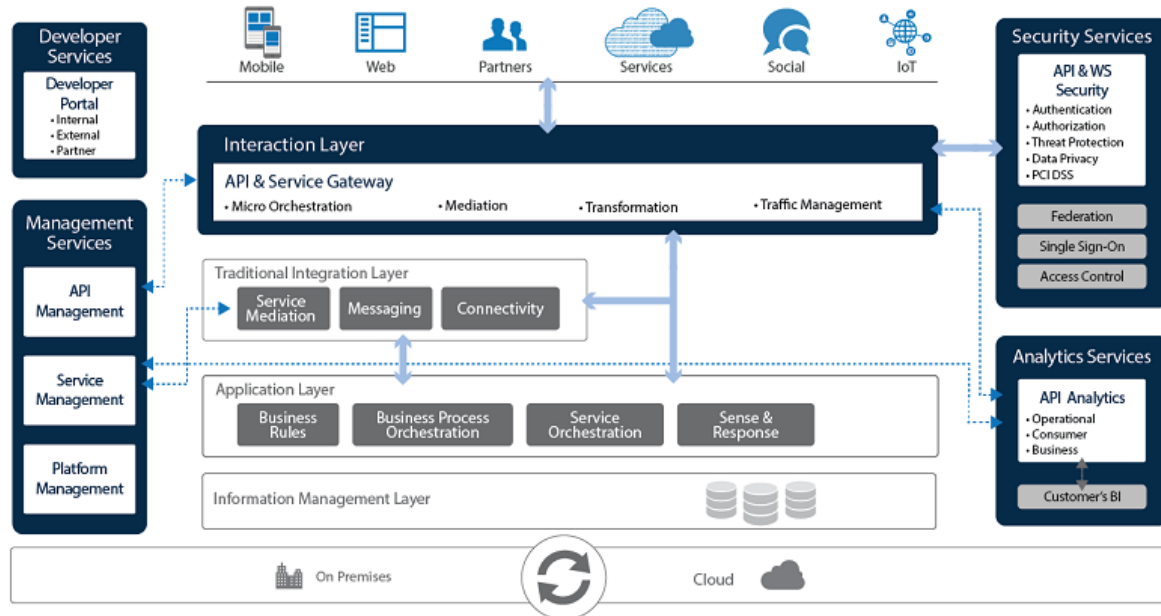 Developer
Services
Developer
Portal
• Internal
• External
• Partner
Mobile
Web
Partners
Services
Social
IoT
Security Services
API & WS
Security
• Authentication
• Authorization
• Threat Protection
• Data Privacy
• PCI DSS
Federation
Single Sign-On
Access Control
Interaction Layer
API & Service Gateway
• Micro Orchestration
• Mediation
• Transformation
• Traffic Management
Management
Services
API
Management
Service
Management
Platform
Management
Traditional Integration Layer
Service
Mediation
Messaging
Connectivity
Application Layer
Business
Rules
Business Process
Orchestration
Service
Orchestration
Sense &
Response
Analytics Services
API Analytics
• Operational
• Consumer
• Business
Customer's BI
Information Management Layer
On Premises
Cloud